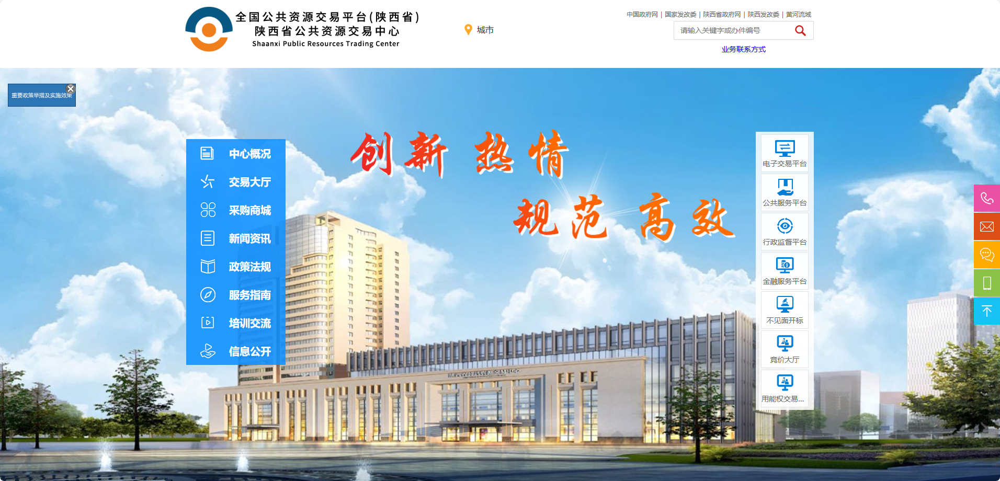 全国公共资源交易平台(陕西省)
陕西省公共资源交易中心
Shaanxi Public Resources Trading Center
城市
中国政府网 | 国家发改委 | 陕西省政府网 | 陕西发改委 | 黄河流域
请输入关键字或办件编号
业务联系方式
重要政策举措及实施效果
创新 热情
规范 高效
中心概况
交易大厅
采购商城
新闻资讯
政策法规
服务指南
培训交流
信息公开
电子交易平台
公共服务平台
行政监督平台
金融服务平台
不见面开标
竞价大厅
用能权交易...